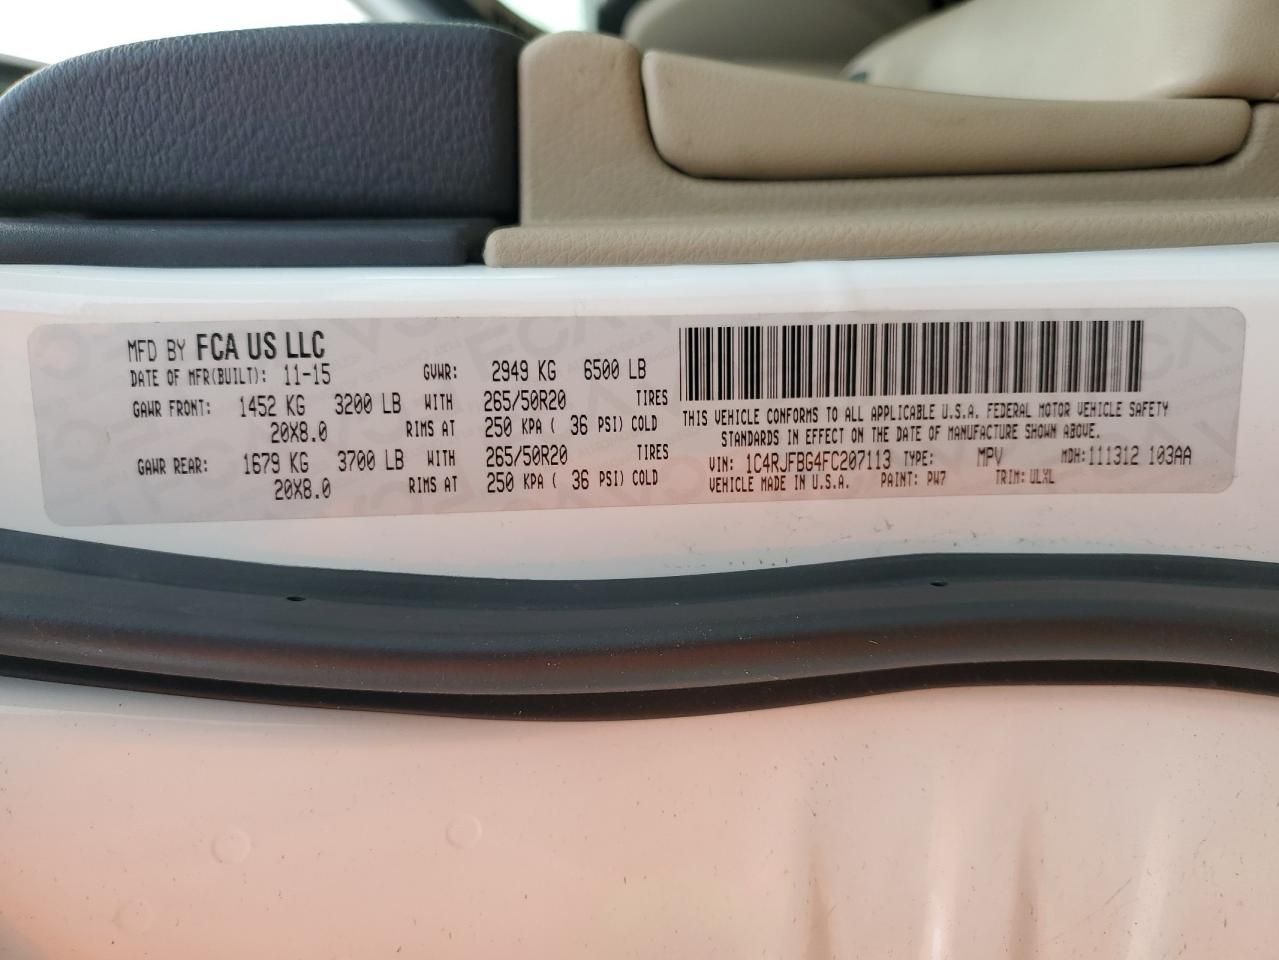 MFD BY FCA US LLC
DATE OF MFR(BUILT): 11-15 GVWR: 2949 KG 6500 LB
GAWR FRONT: 1452 KG 3200 LB WITH 265/50R20 TIRES
20X8.0 RIMS AT 250 KPA ( 36 PSI) COLD
GAWR REAR: 1679 KG 3700 LB WITH 265/50R20 TIRES
20X8.0 RIMS AT 250 KPA ( 36 PSI) COLD
THIS VEHICLE CONFORMS TO ALL APPLICABLE U.S.A. FEDERAL MOTOR VEHICLE SAFETY
STANDARDS IN EFFECT ON THE DATE OF MANUFACTURE SHOWN ABOVE.
VIN: 1C4RJFBG4FC207113 TYPE: MPV MDH:111312 103AA
VEHICLE MADE IN U.S.A. PAINT: PW7 TRIM: ULXL